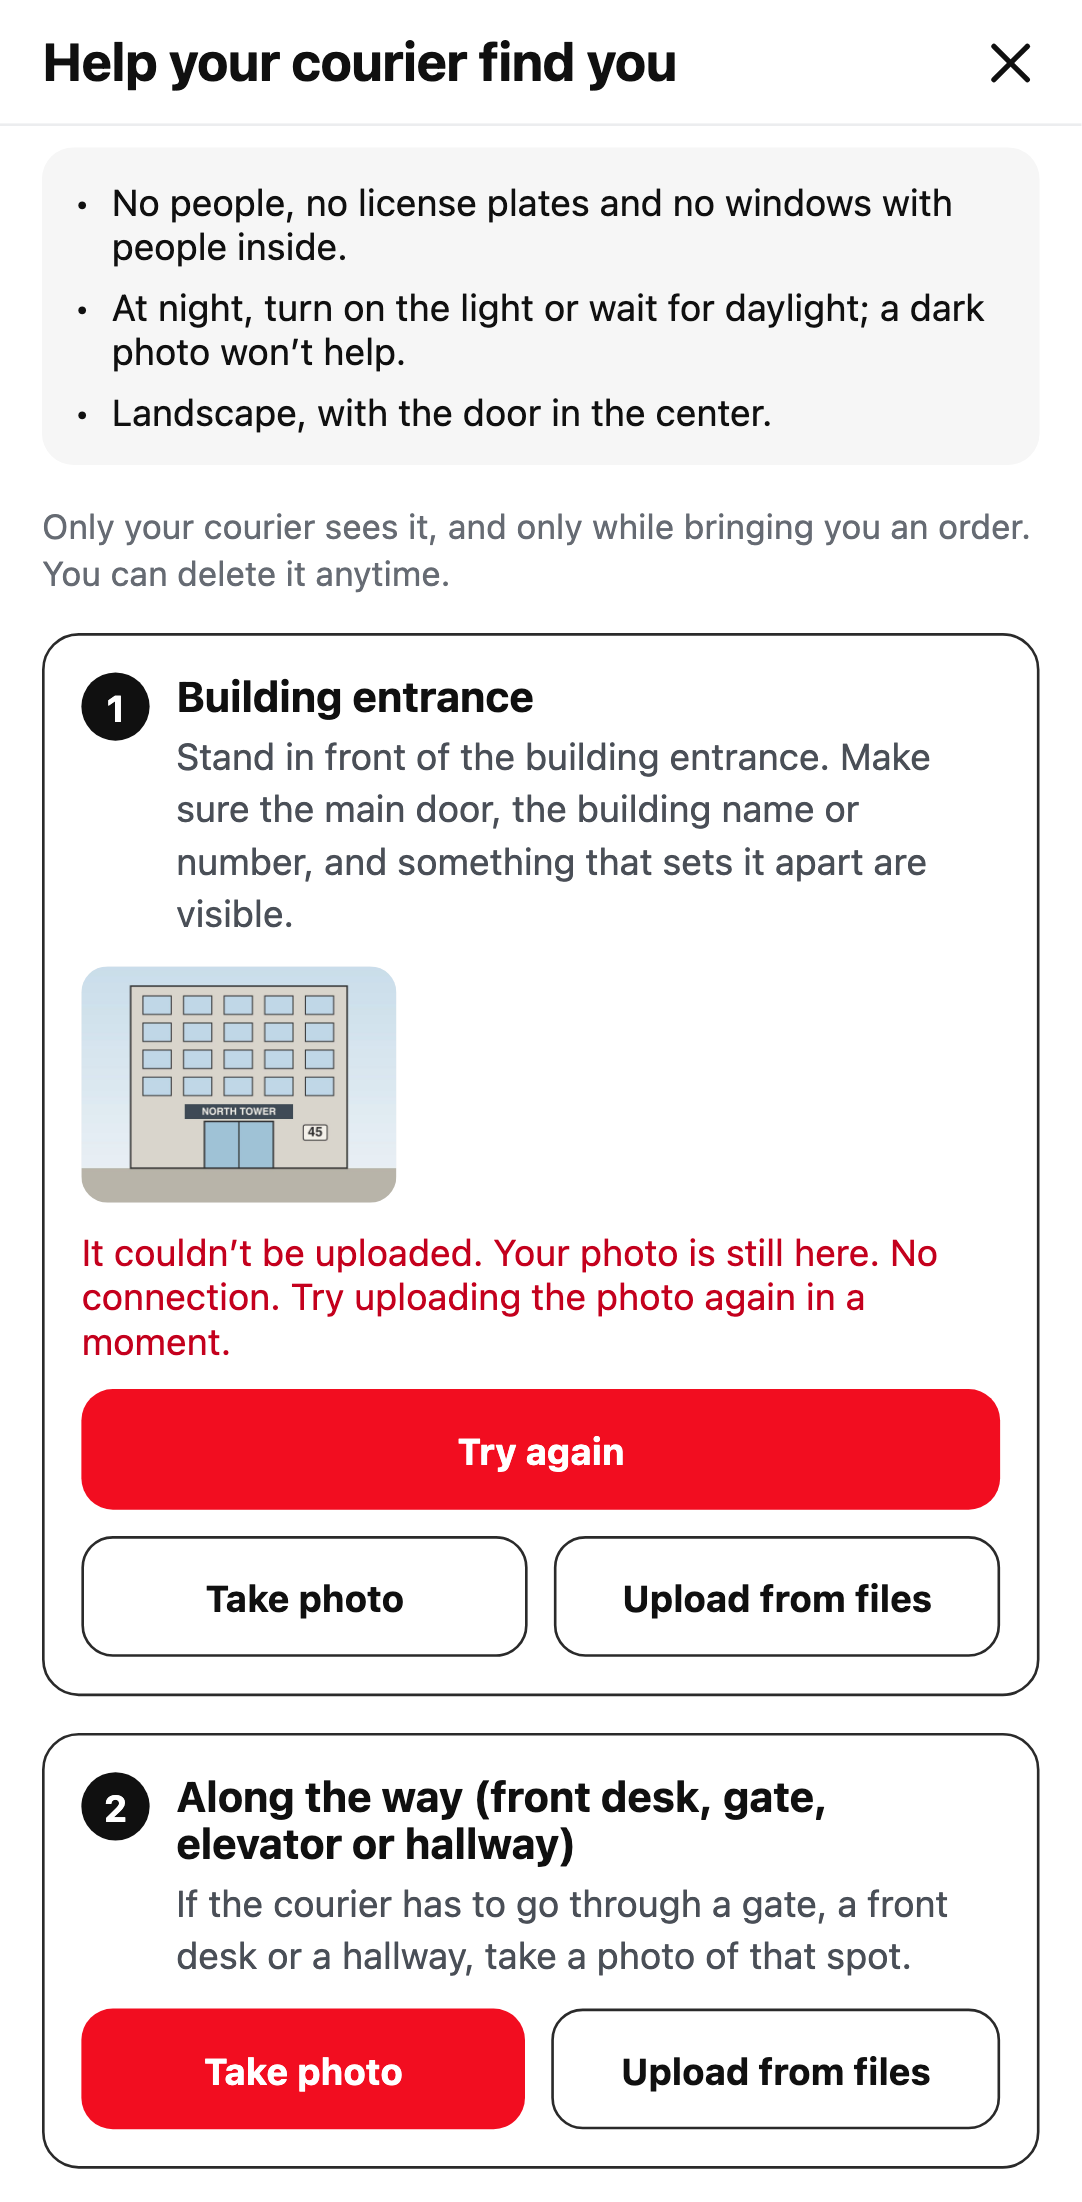 Help your courier find you
• No people, no license plates and no windows with
people inside.
• At night, turn on the light or wait for daylight; a dark
photo won’t help.
• Landscape, with the door in the center.
Only your courier sees it, and only while bringing you an order.
You can delete it anytime.
1 Building entrance
Stand in front of the building entrance. Make
sure the main door, the building name or
number, and something that sets it apart are
visible.
NORTH TOWER
45
It couldn’t be uploaded. Your photo is still here. No
connection. Try uploading the photo again in a
moment.
Try again
Take photo
Upload from files
2 Along the way (front desk, gate,
elevator or hallway)
If the courier has to go through a gate, a front
desk or a hallway, take a photo of that spot.
Take photo
Upload from files